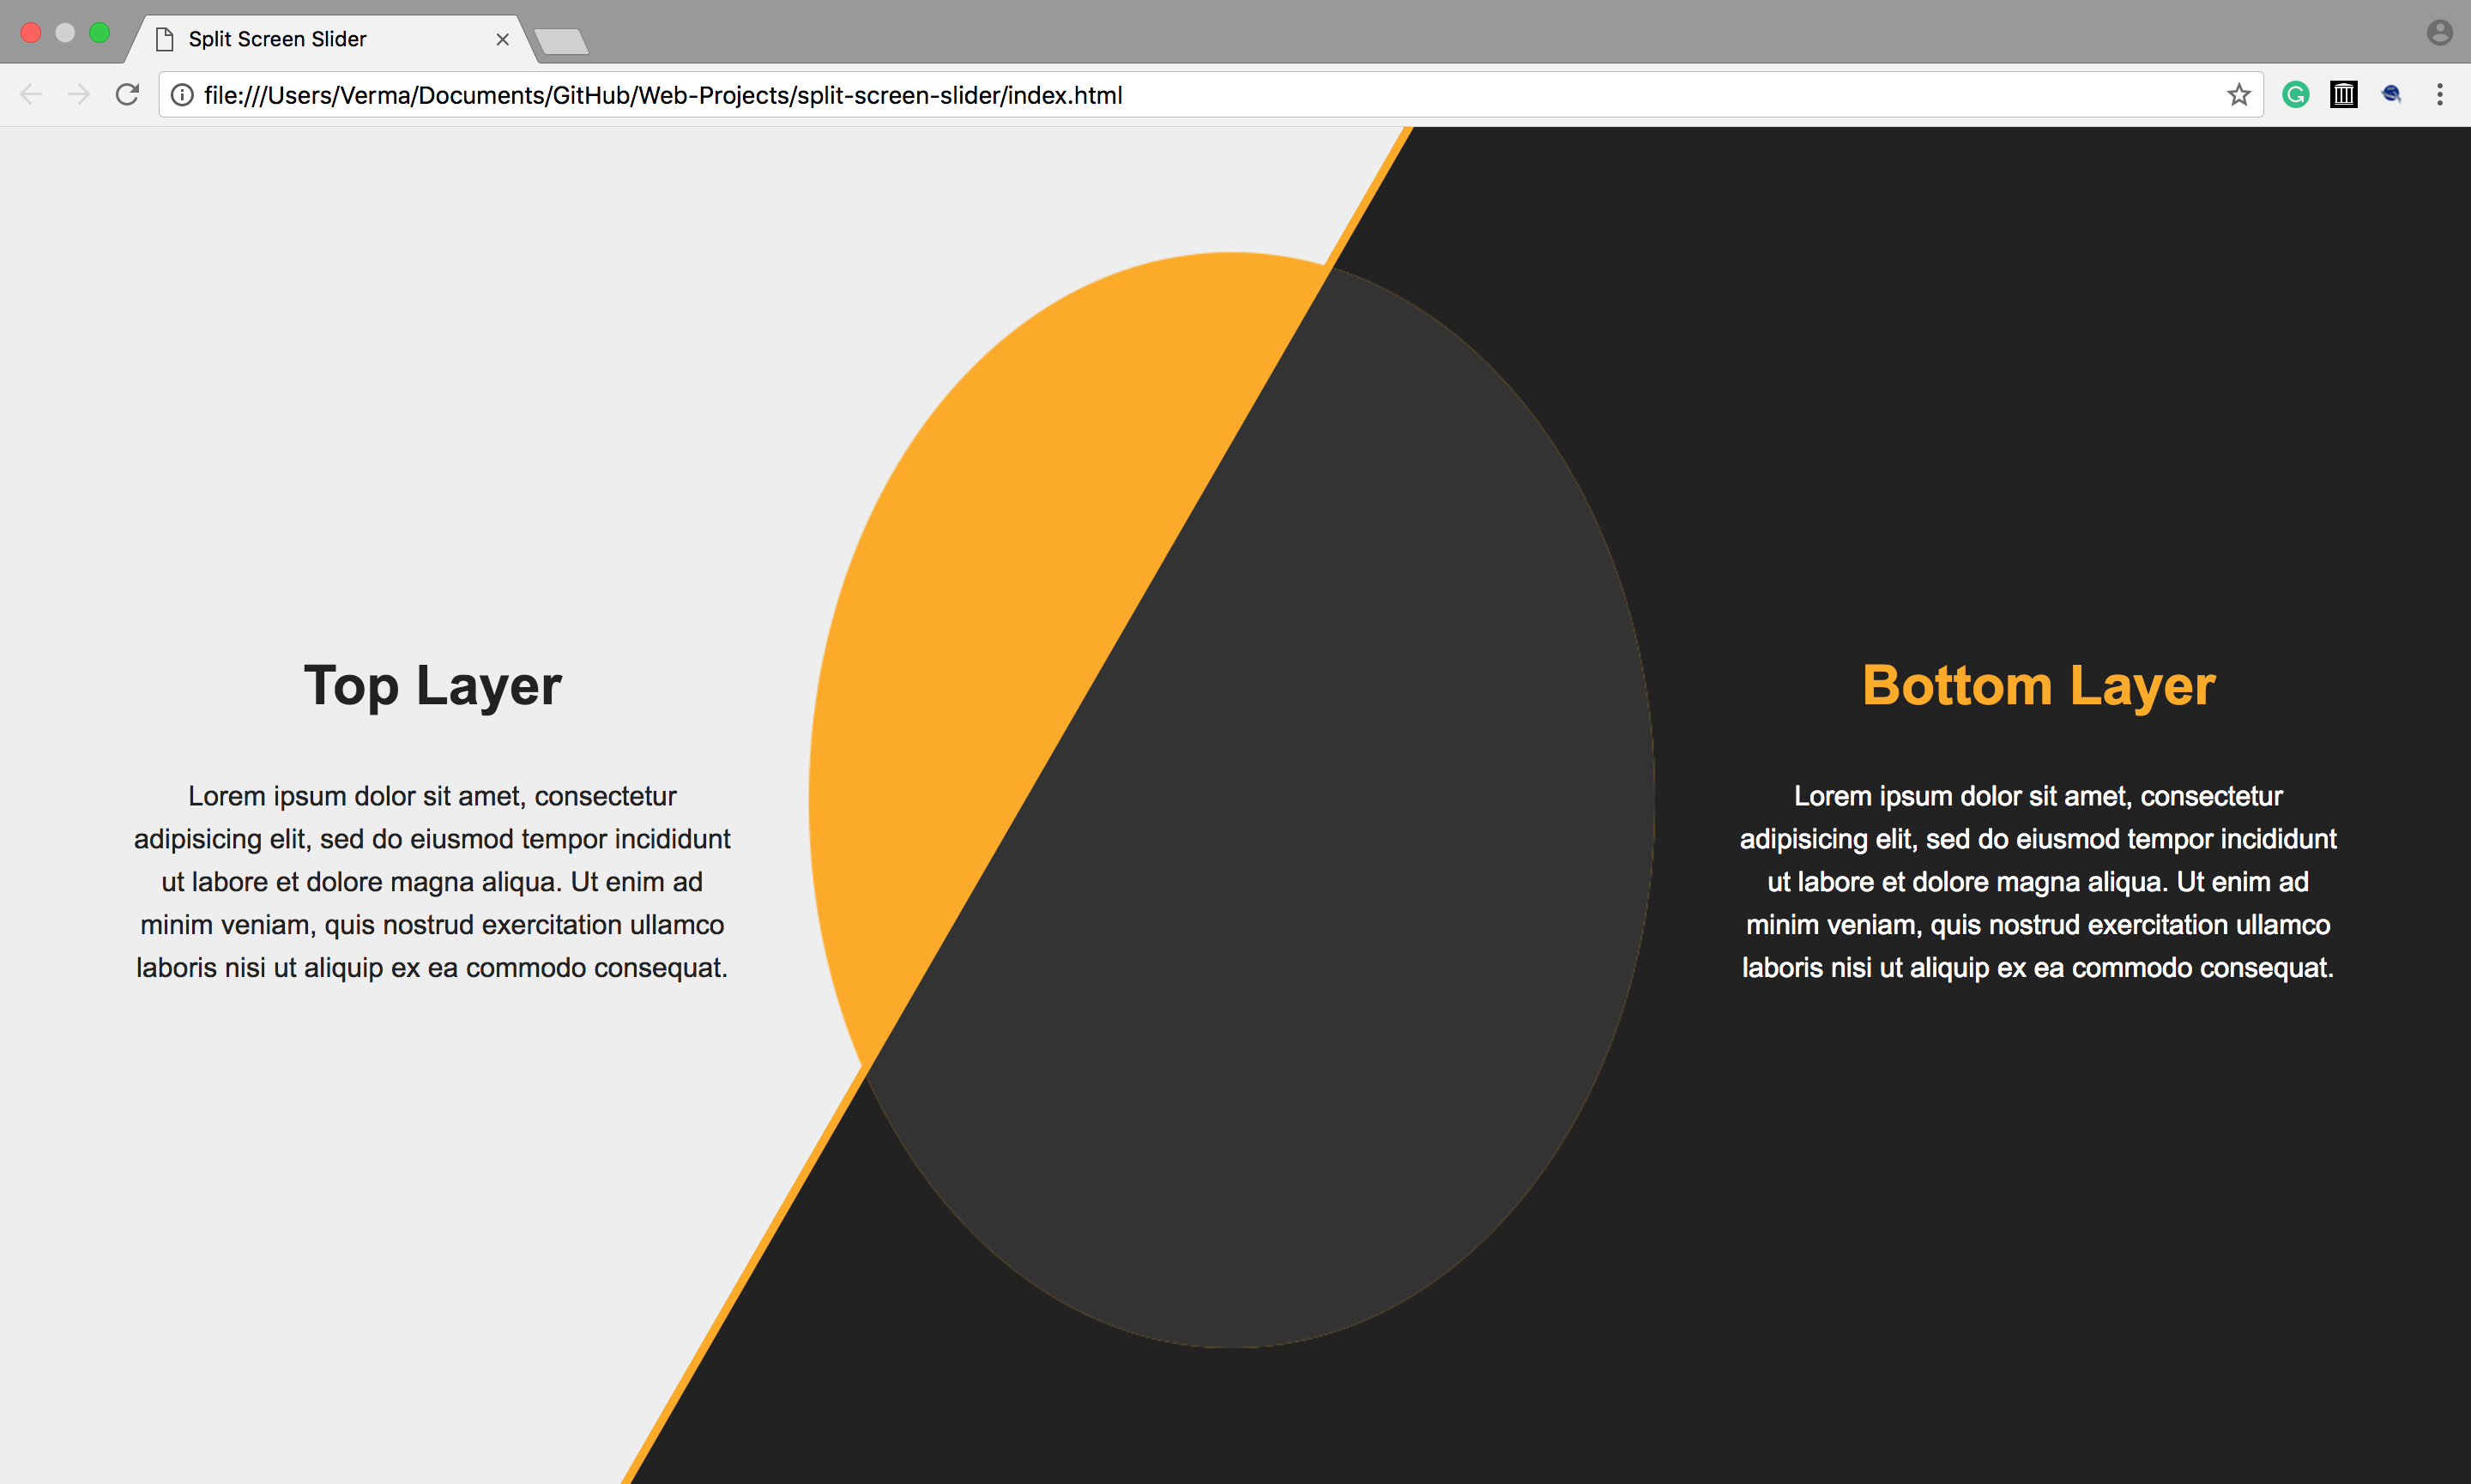 Split Screen Slider
file:///Users/Verma/Documents/GitHub/Web-Projects/split-screen-slider/index.html
Top Layer
Lorem ipsum dolor sit amet, consectetur
adipisicing elit, sed do eiusmod tempor incididunt
ut labore et dolore magna aliqua. Ut enim ad
minim veniam, quis nostrud exercitation ullamco
laboris nisi ut aliquip ex ea commodo consequat.
Bottom Layer
Lorem ipsum dolor sit amet, consectetur
adipisicing elit, sed do eiusmod tempor incididunt
ut labore et dolore magna aliqua. Ut enim ad
minim veniam, quis nostrud exercitation ullamco
laboris nisi ut aliquip ex ea commodo consequat.